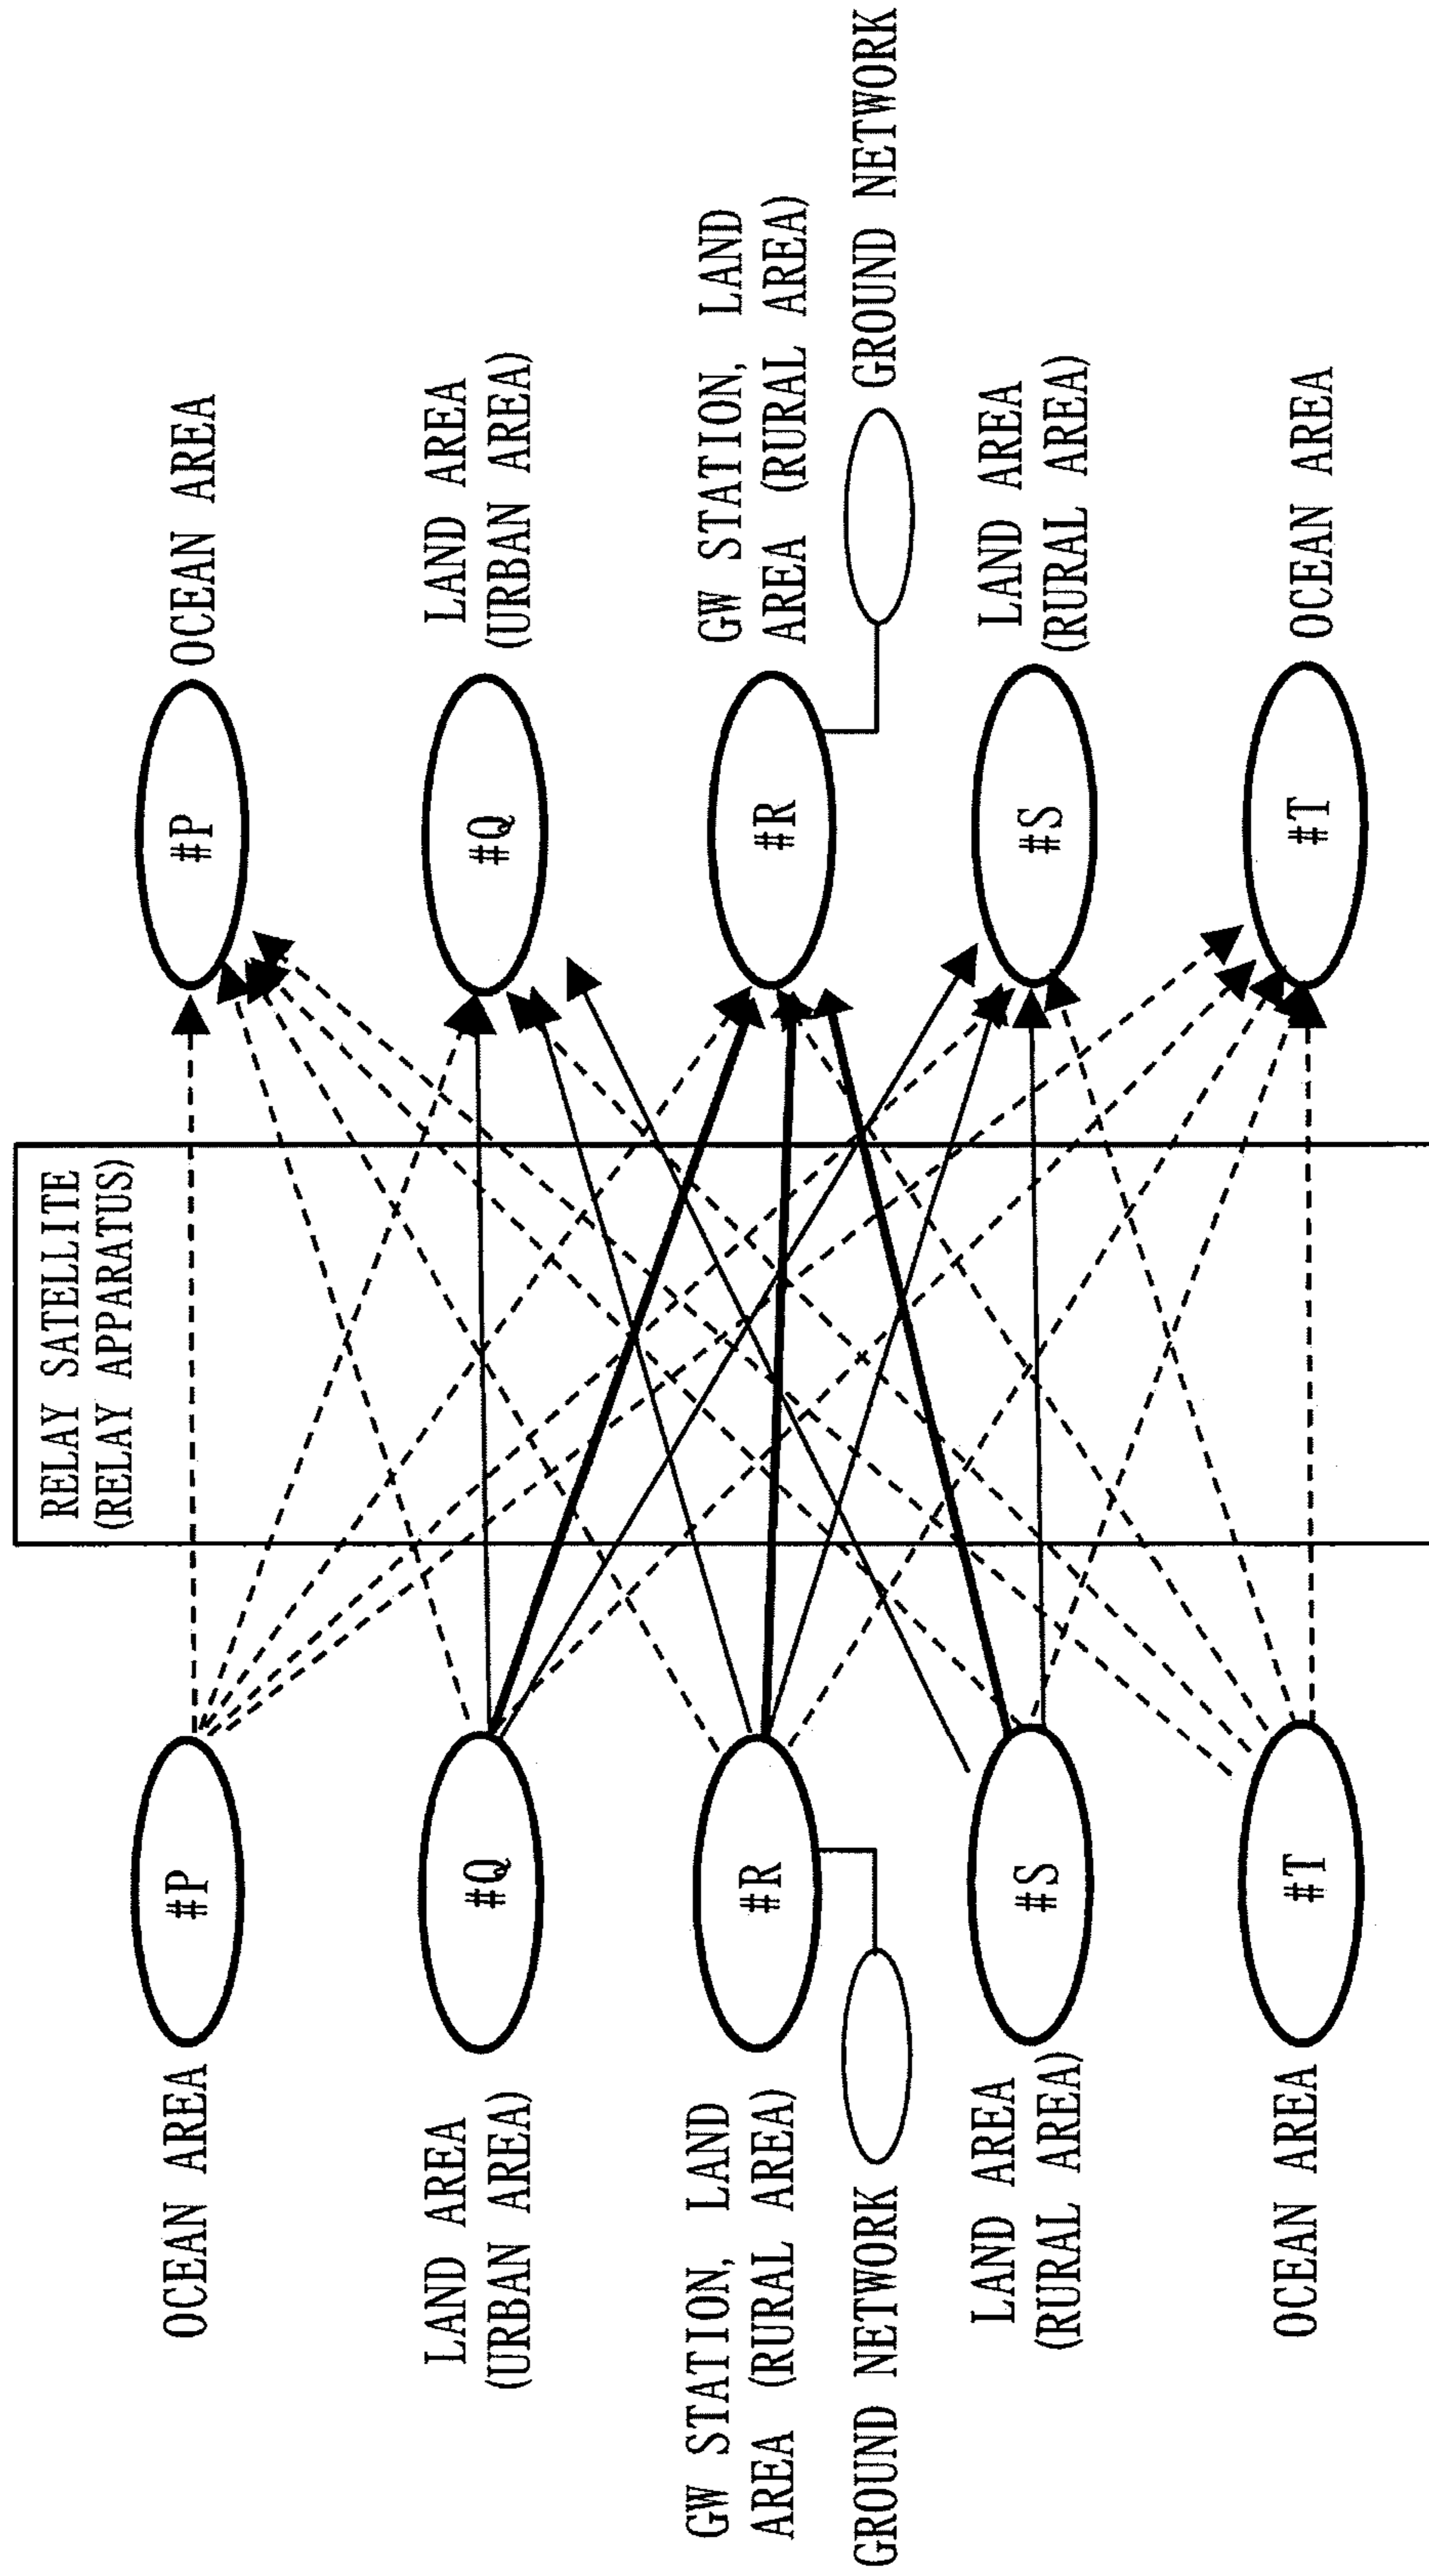 RELAY SATELLITE
(RELAY APPARATUS)
OCEAN AREA
#P
#P
OCEAN AREA
LAND AREA
(URBAN AREA)
#Q
#Q
LAND AREA
(URBAN AREA)
GW STATION, LAND
AREA (RURAL AREA)
#R
#R
GW STATION, LAND
AREA (RURAL AREA)
GROUND NETWORK
GROUND NETWORK
LAND AREA
(RURAL AREA)
#S
#S
LAND AREA
(RURAL AREA)
OCEAN AREA
#T
#T
OCEAN AREA